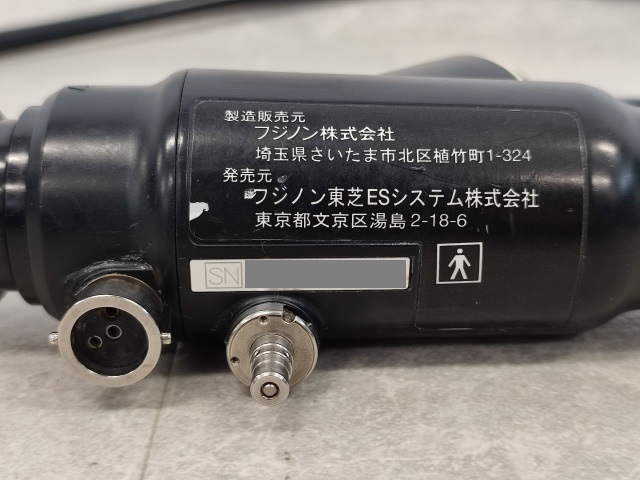 製造販売元
フジノン株式会社
埼玉県さいたま市北区植竹町1-324
発売元
フジノン東芝ESシステム株式会社
東京都文京区湯島2-18-6
SN